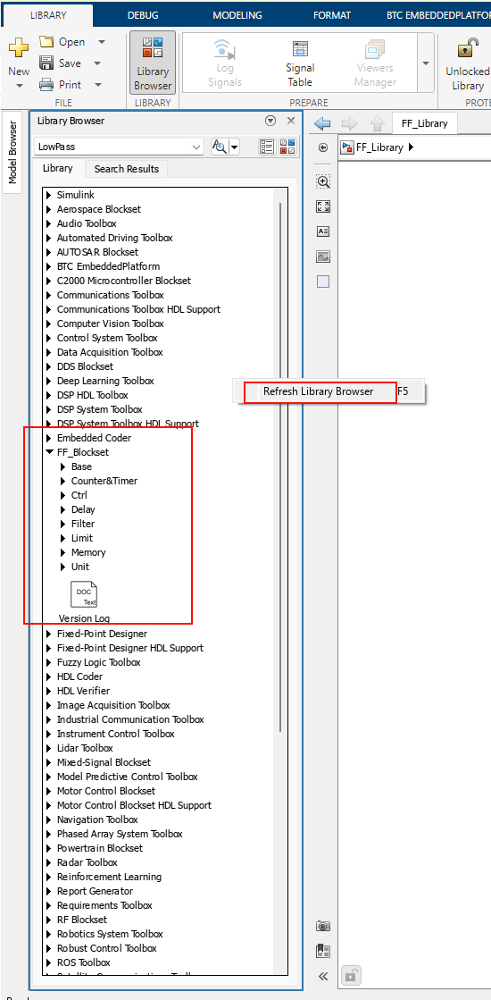 LIBRARY DEBUG MODELING FORMAT BTC EMBEDDEDPLATFO
New
Open
Save
Print
Library Browser
Log Signals
Signal Table
Viewers Manager
Unlocked Library
FILE LIBRARY PREPARE PROTE
Model Browser
Library Browser
LowPass
Library Search Results
Simulink
Aerospace Blockset
Audio Toolbox
Automated Driving Toolbox
AUTOSAR Blockset
BTC EmbeddedPlatform
C2000 Microcontroller Blockset
Communications Toolbox
Communications Toolbox HDL Support
Computer Vision Toolbox
Control System Toolbox
Data Acquisition Toolbox
DDS Blockset
Deep Learning Toolbox
DSP HDL Toolbox
DSP System Toolbox
DSP System Toolbox HDL Support
Embedded Coder
FF_Blockset
Base
Counter&Timer
Ctrl
Delay
Filter
Limit
Memory
Unit
DOC
Text
Version Log
Fixed-Point Designer
Fixed-Point Designer HDL Support
Fuzzy Logic Toolbox
HDL Coder
HDL Verifier
Image Acquisition Toolbox
Industrial Communication Toolbox
Instrument Control Toolbox
Lidar Toolbox
Mixed-Signal Blockset
Model Predictive Control Toolbox
Motor Control Blockset
Motor Control Blockset HDL Support
Navigation Toolbox
Phased Array System Toolbox
Powertrain Blockset
Radar Toolbox
Reinforcement Learning
Report Generator
Requirements Toolbox
RF Blockset
Robotics System Toolbox
Robust Control Toolbox
ROS Toolbox
Refresh Library Browser F5
FF_Library
FF_Library